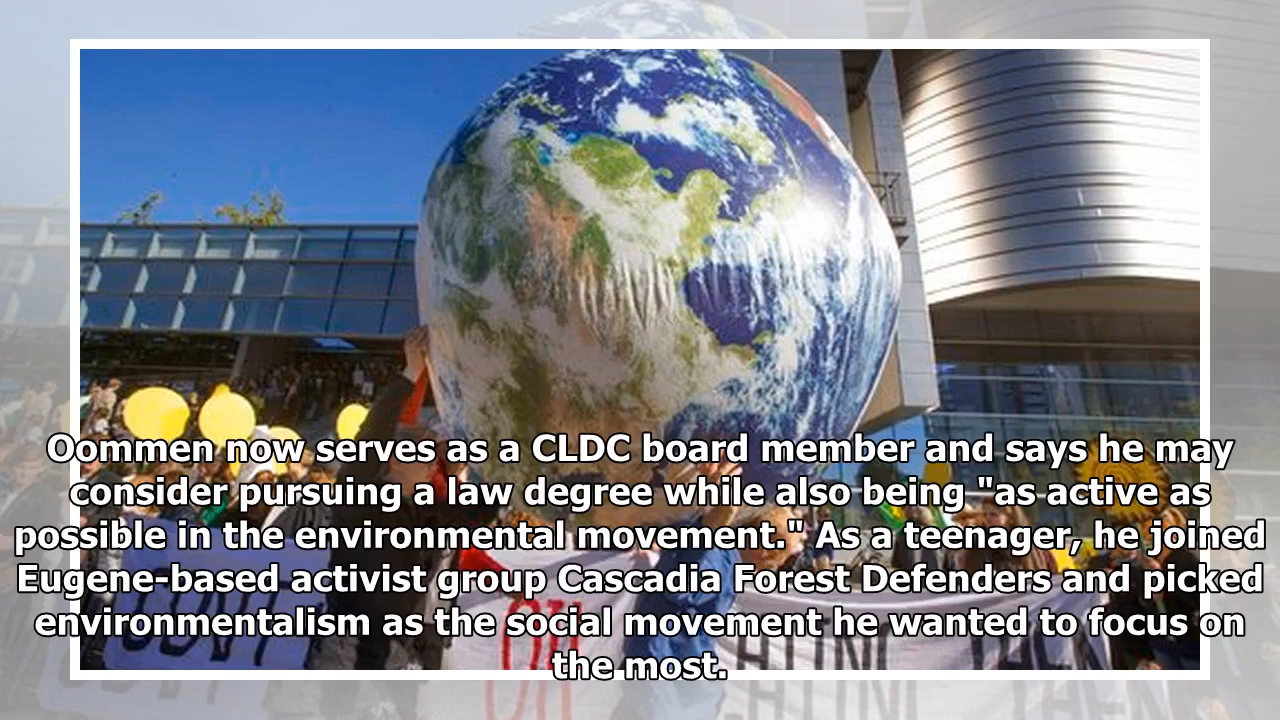 Oommen now serves as a CLDC board member and says he may
consider pursuing a law degree while also being "as active as
possible in the environmental movement." As a teenager, he joined
Eugene-based activist group Cascadia Forest Defenders and picked
environmentalism as the social movement he wanted to focus on
the most.